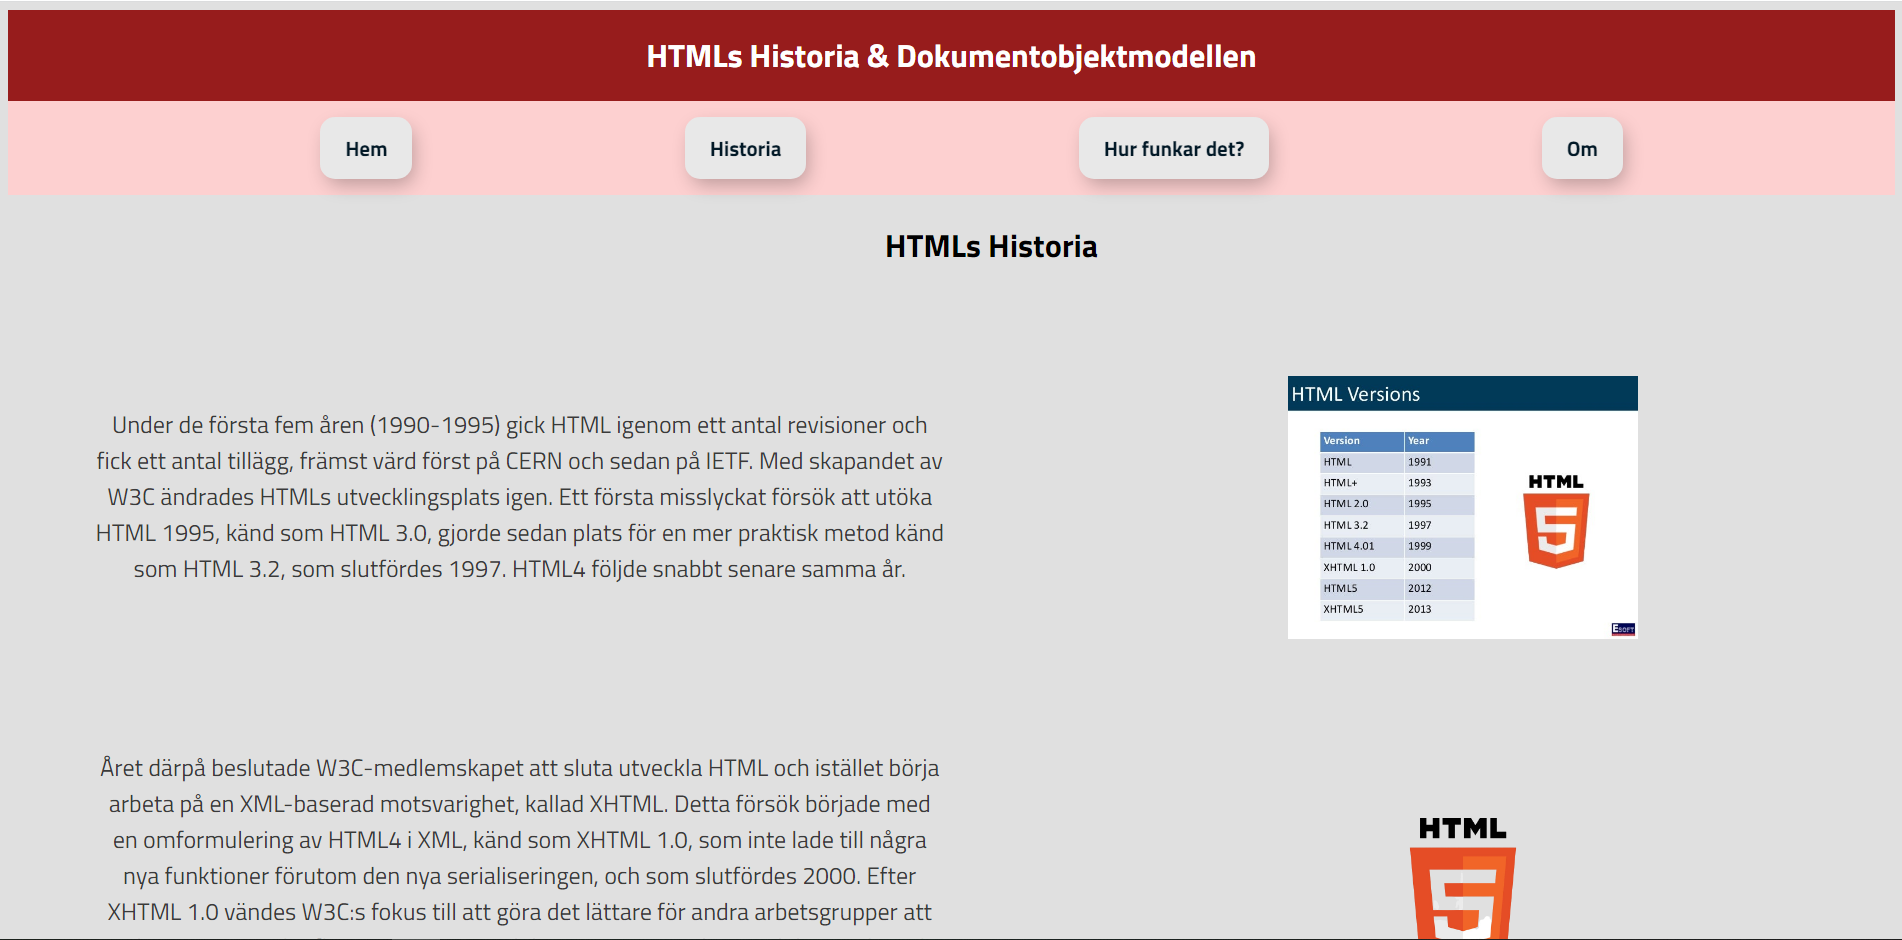 HTMLs Historia & Dokumentobjektmodellen
Hem Historia Hur funkar det? Om
HTMLs Historia
Under de första fem åren (1990-1995) gick HTML igenom ett antal revisioner och
fick ett antal tillägg, främst värd först på CERN och sedan på IETF. Med skapandet av
W3C ändrades HTMLs utvecklingsplats igen. Ett första misslyckat försök att utöka
HTML 1995, känd som HTML 3.0, gjorde sedan plats för en mer praktisk metod känd
som HTML 3.2, som slutfördes 1997. HTML4 följde snabbt senare samma år.
HTML Versions
Version Year
HTML 1991
HTML+ 1993
HTML 2.0 1995
HTML 3.2 1997
HTML 4.01 1999
XHTML 1.0 2000
HTML5 2012
XHTML5 2013
HTML
5
ESOFT
Året därpå beslutade W3C-medlemskapet att sluta utveckla HTML och istället börja
arbeta på en XML-baserad motsvarighet, kallad XHTML. Detta försök började med
en omformulering av HTML4 i XML, känd som XHTML 1.0, som inte lade till några
nya funktioner förutom den nya serialiseringen, och som slutfördes 2000. Efter
XHTML 1.0 vändes W3C:s fokus till att göra det lättare för andra arbetsgrupper att
HTML
5